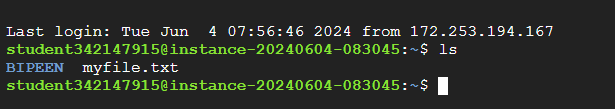 Last login: Tue Jun  4 07:56:46 2024 from 172.253.194.167
student342147915@instance-20240604-083045:~$ ls
BIPEEN  myfile.txt
student342147915@instance-20240604-083045:~$